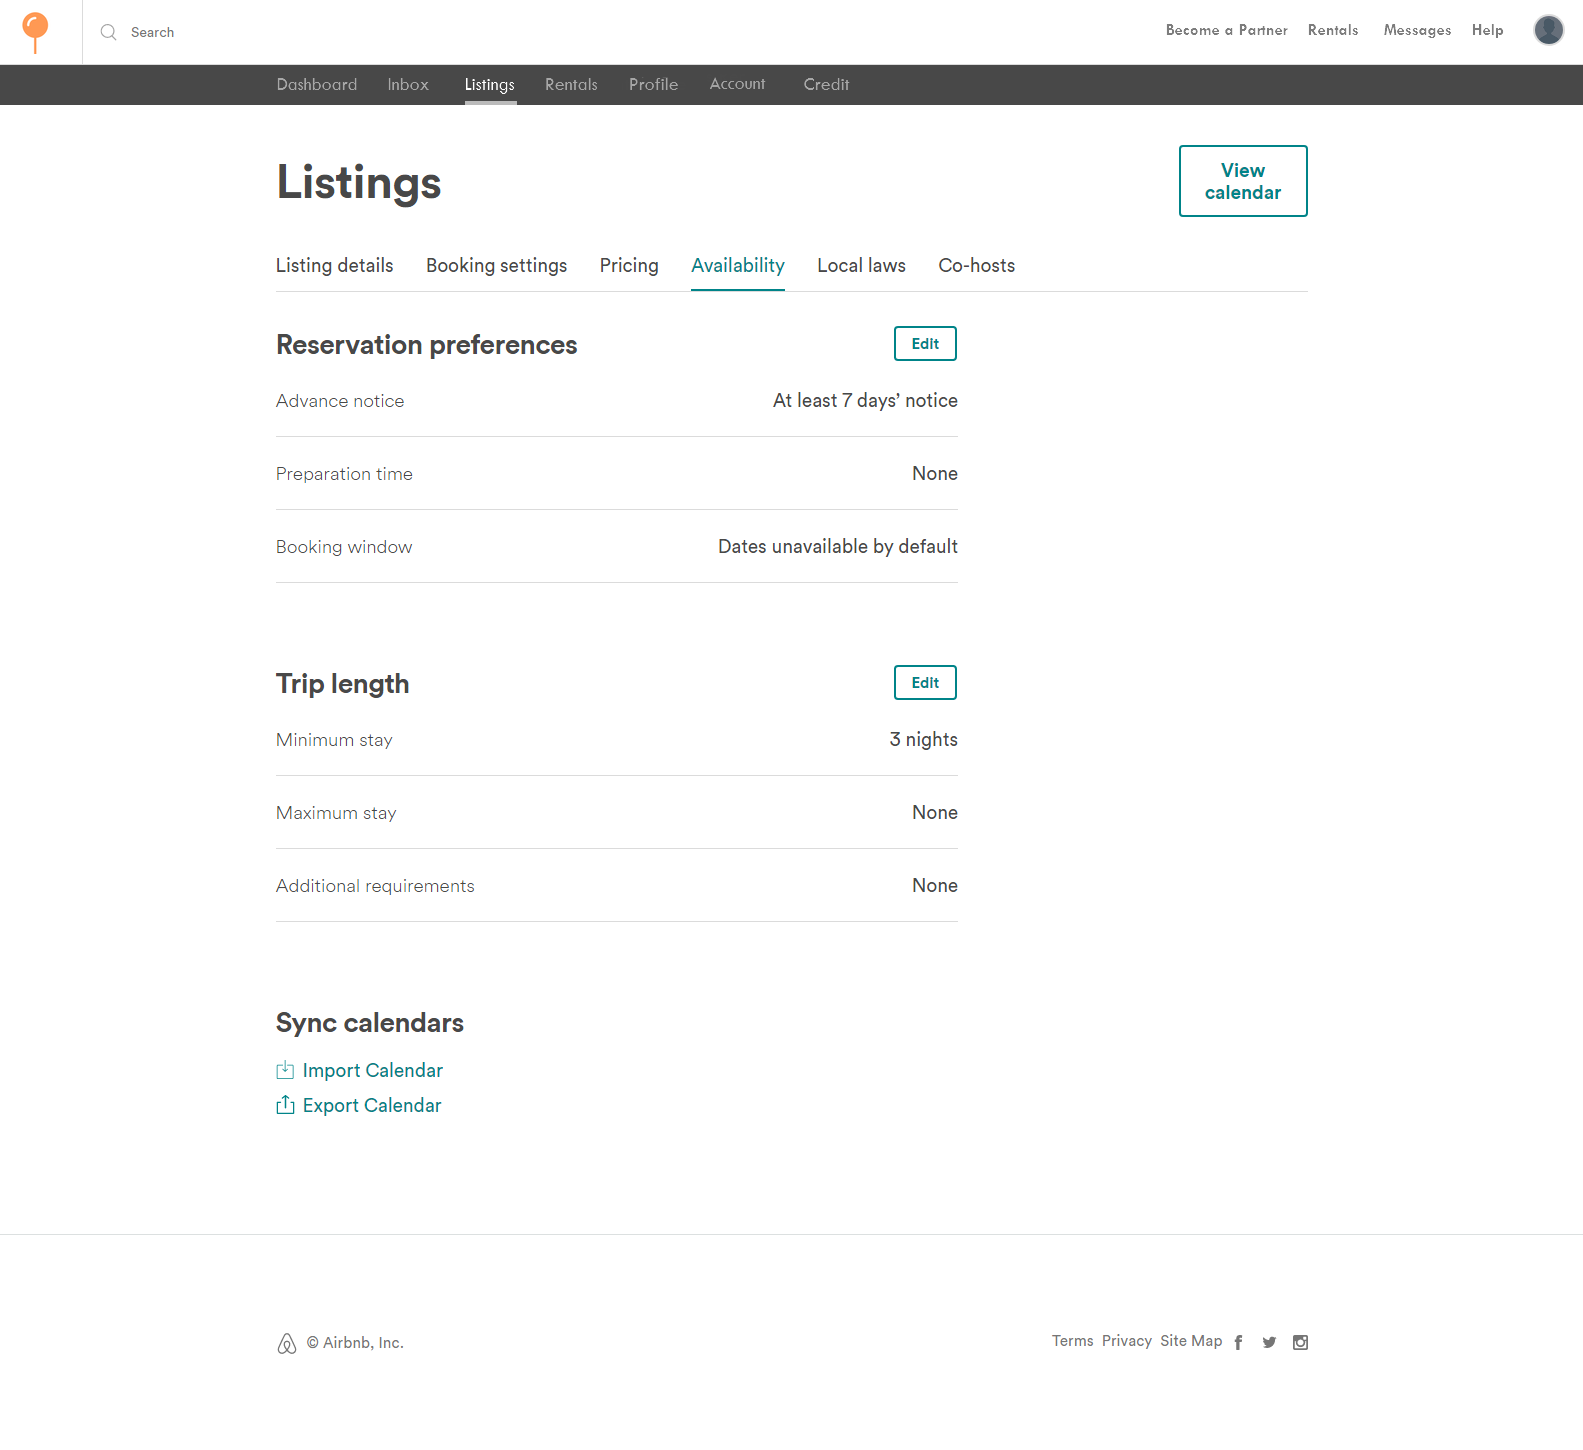 Search
Become a Partner Rentals Messages Help
Dashboard Inbox Listings Rentals Profile Account Credit
Listings
View
calendar
Listing details Booking settings Pricing Availability Local laws Co-hosts
Reservation preferences Edit
Advance notice At least 7 days’ notice
Preparation time None
Booking window Dates unavailable by default
Trip length Edit
Minimum stay 3 nights
Maximum stay None
Additional requirements None
Sync calendars
Import Calendar
Export Calendar
© Airbnb, Inc.
Terms Privacy Site Map